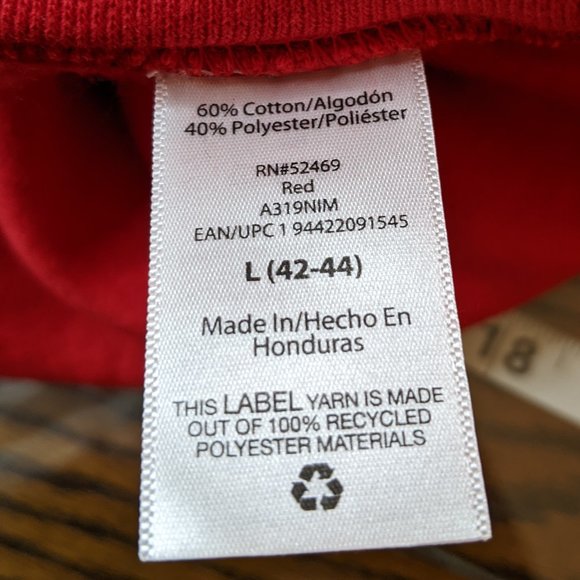 60% Cotton/Algodón
40% Polyester/Poliéster
RN#52469
Red
A319NIM
EAN/UPC 1 94422091545
L (42-44)
Made In/Hecho En
Honduras
THIS LABEL YARN IS MADE
OUT OF 100% RECYCLED
POLYESTER MATERIALS
18